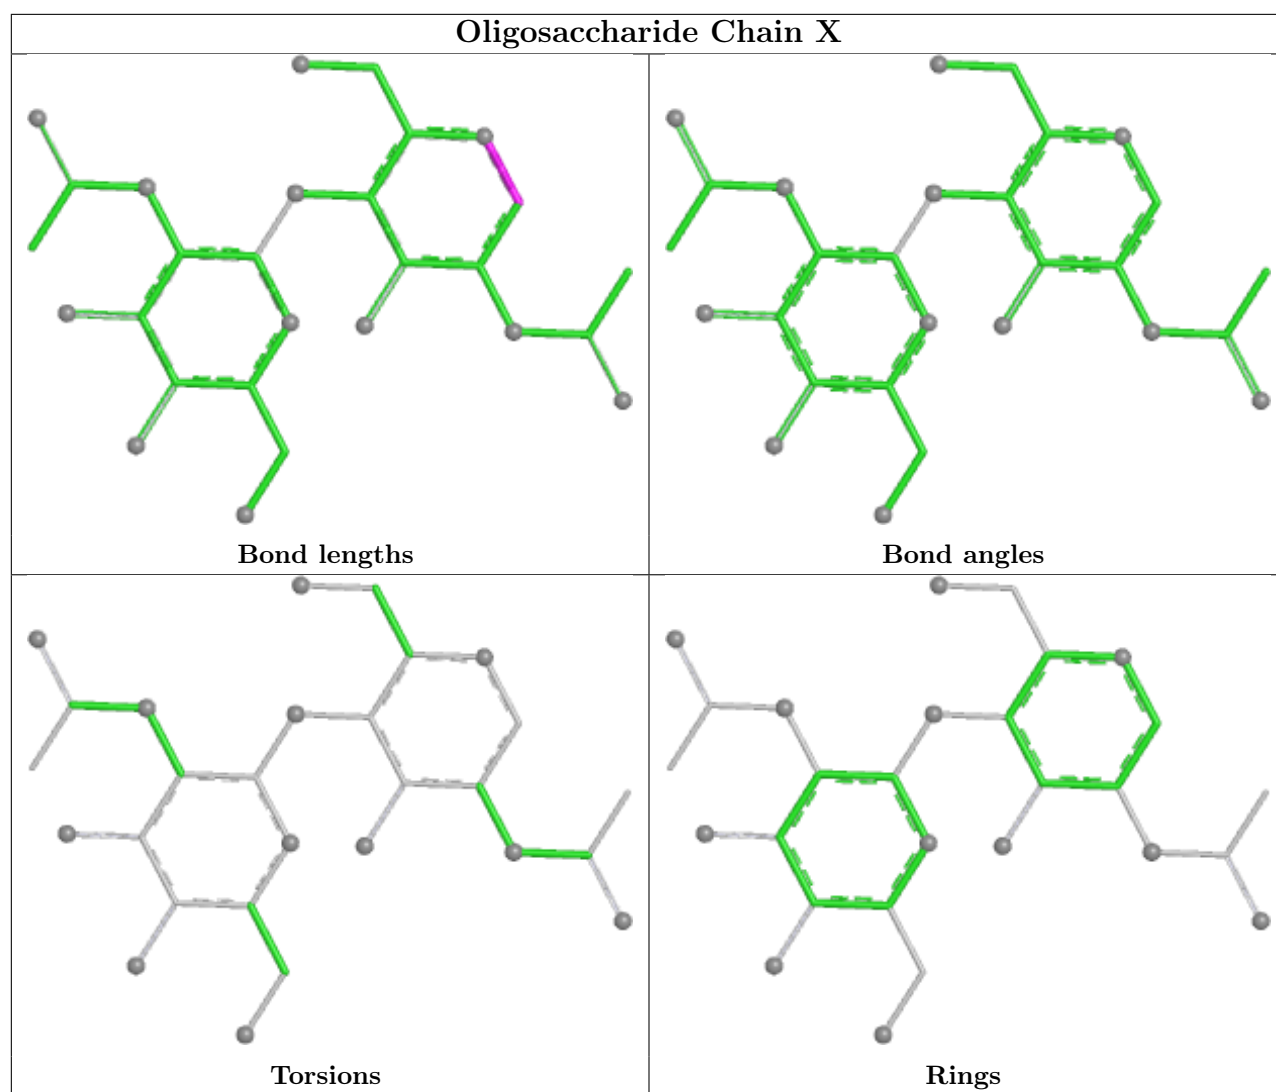 Oligosaccharide Chain X
Bond lengths
Bond angles
Torsions
Rings